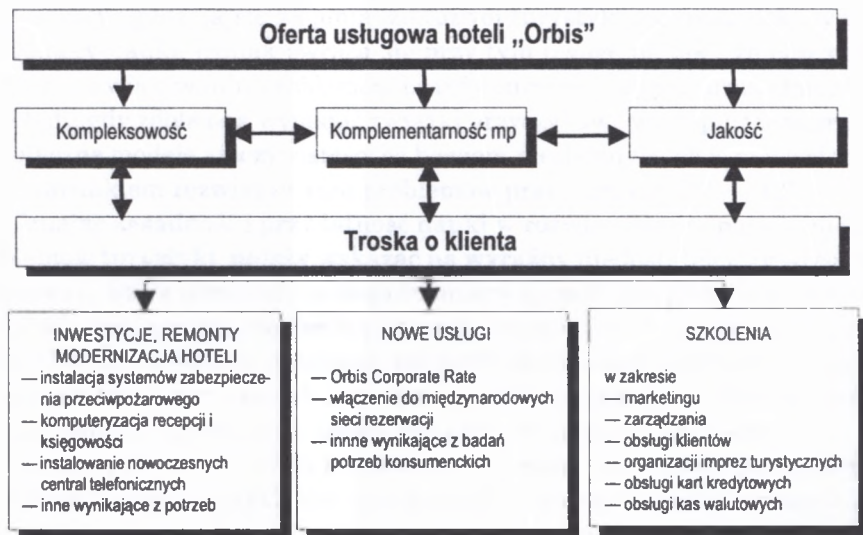 Oferta usługowa hoteli „Orbis”
Kompleksowość
Komplementarność mp
Jakość
Troska o klienta
INWESTYCJE, REMONTY
MODERNIZACJA HOTELI
— instalacja systemów zabezpiecze-
nia przeciwpożarowego
— komputeryzacja recepcji i
księgowości
— instalowanie nowoczesnych
central telefonicznych
— inne wynikające z potrzeb
NOWE USŁUGI
— Orbis Corporate Rate
— włączenie do międzynarodowych
sieci rezerwacji
— innne wynikające z badań
potrzeb konsumenckich
SZKOLENIA
w zakresie
— marketingu
— zarządzania
— obsługi klientów
— organizacji imprez turystycznych
— obsługi kart kredytowych
— obsługi kas walutowych